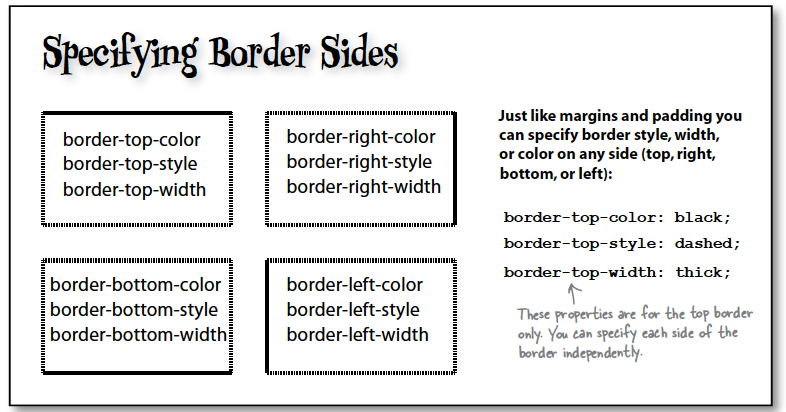 Specifying Border Sides
border-top-color
border-top-style
border-top-width
border-right-color
border-right-style
border-right-width
border-bottom-color
border-bottom-style
border-bottom-width
border-left-color
border-left-style
border-left-width
Just like margins and padding you
can specify border style, width,
or color on any side (top, right,
bottom, or left):
border-top-color: black;
border-top-style: dashed;
border-top-width: thick;
These properties are for the top border
only. You can specify each side of the
border independently.